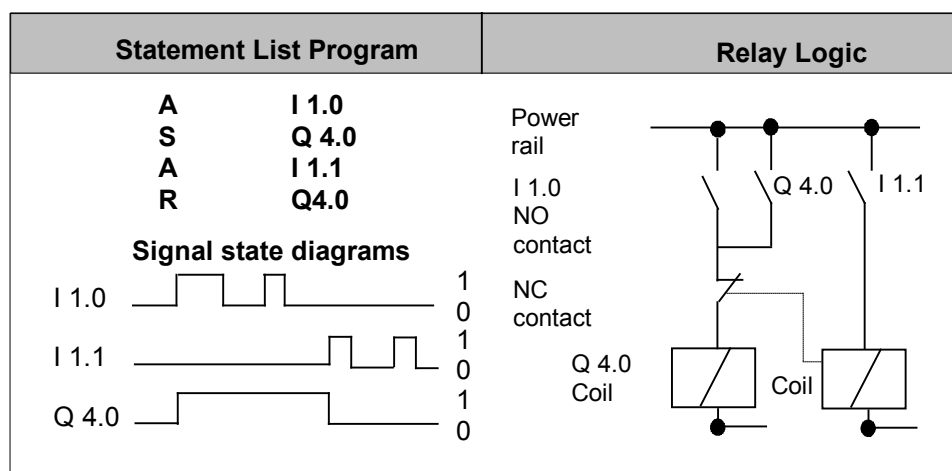 Statement List Program
Relay Logic
A I 1.0
S Q 4.0
A I 1.1
R Q4.0
Signal state diagrams
I 1.0
1
0
I 1.1
1
0
Q 4.0
1
0
Power
rail
I 1.0
NO
contact
Q 4.0
I 1.1
NC
contact
Q 4.0
Coil
Coil